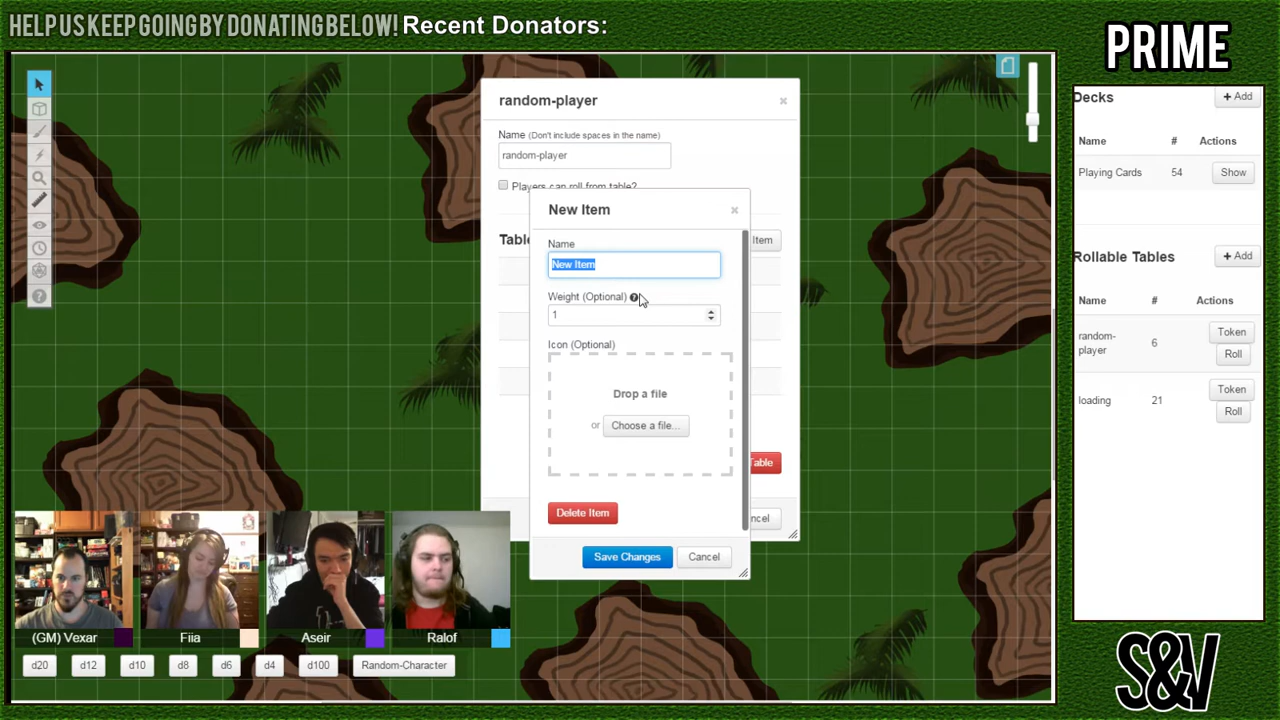 HELP US KEEP GOING BY DONATING BELOW! Recent Donators:
PRIME
Decks
+ Add
Name # Actions
Playing Cards 54 Show
Rollable Tables
+ Add
Name # Actions
random-
player
6
Token
Roll
loading
21
Token
Roll
S&V
random-player
×
Name (Don't include spaces in the name)
random-player
Players can roll from table?
Table
Item
Table
ncel
New Item
×
Name
New Item
Weight (Optional) ?
1
Icon (Optional)
Drop a file
or Choose a file...
Delete Item
Save Changes
Cancel
(GM) Vexar Fiia Aseir Ralof
d20 d12 d10 d8 d6 d4 d100 Random-Character